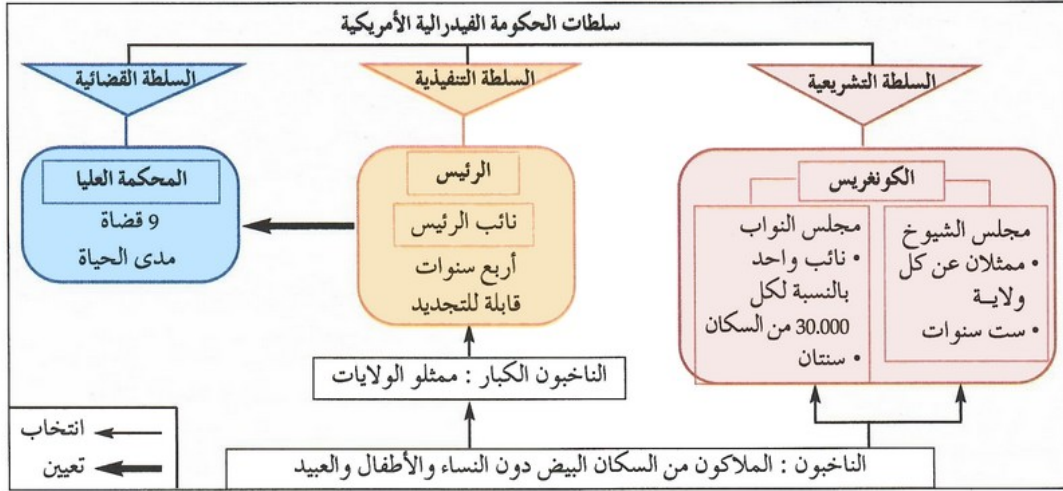 سلطات الحكومة الفيدرالية الأمريكية
السلطة التشريعية
السلطة التنفيذية
السلطة القضائية
الكونغريس
مجلس الشيوخ
• ممثلان عن كل
ولايـة
• ست سنوات
مجلس النواب
• نائب واحد
بالنسبة لكل
30.000 من السكان
• سنتان
الرئيس
نائب الرئيس
أربع سنوات
قابلة للتجديد
المحكمة العليا
9 قضاة
مدى الحياة
الناخبون الكبار : ممثلو الولايات
الناخبون : الملاكون من السكان البيض دون النساء والأطفال والعبيد
انتخاب
تعيين